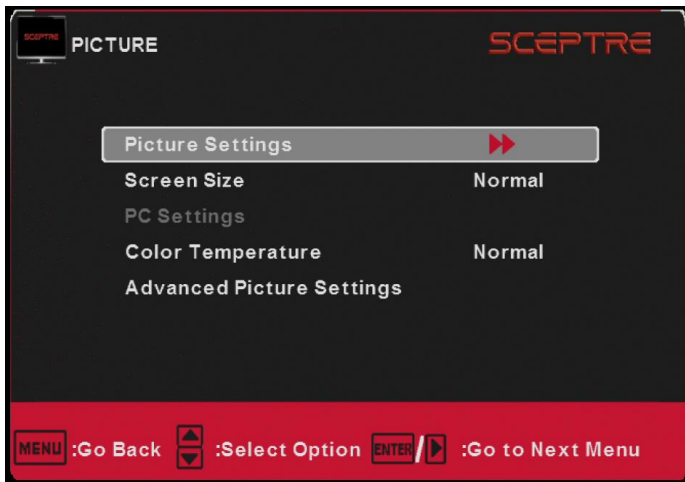 SCEPTRE PICTURE SCEPTRE
Picture Settings
Screen Size Normal
PC Settings
Color Temperature Normal
Advanced Picture Settings
MENU :Go Back :Select Option ENTER/ :Go to Next Menu